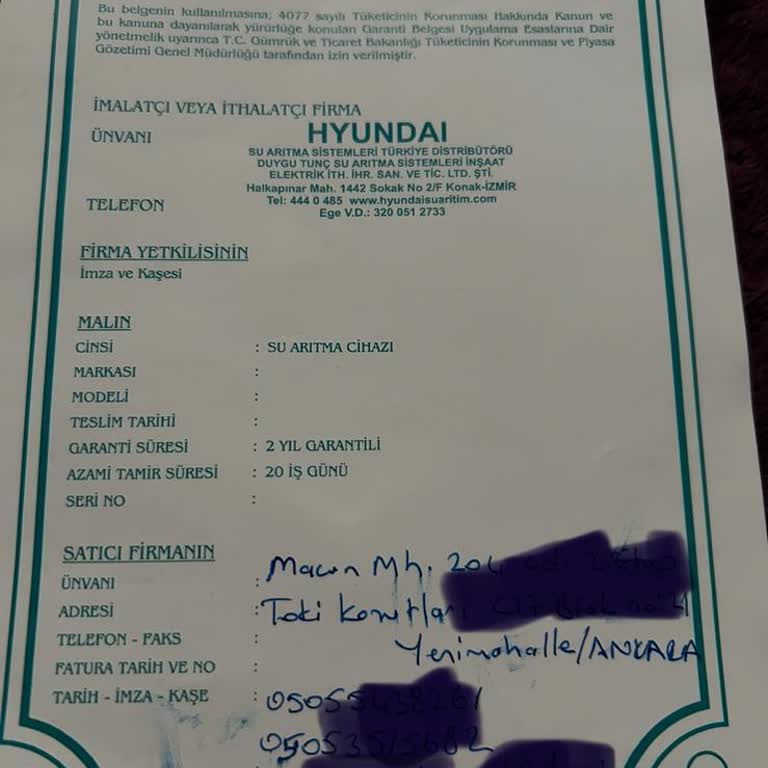 Bu belgenin kullanılmasına; 4077 sayılı Tüketicinin Korunması Hakkında Kanun ve
bu kanuna dayanılarak yürürlüğe konulan Garanti Belgesi Uygulama Esaslarına Dair
yönetmelik uyarınca T.C. Gümrük ve Ticaret Bakanlığı Tüketicinin Korunması ve Piyasa
Gözetimi Genel Müdürlüğü tarafından izin verilmiştir.
İMALATÇI VEYA İTHALATÇI FİRMA
ÜNVANI
HYUNDAI
SU ARITMA SİSTEMLERİ TÜRKİYE DİSTRİBÜTÖRÜ
DUYGU TUNÇ SU ARITMA SİSTEMLERİ İNŞAAT
ELEKTRİK İTH. İHR. SAN. VE TİC. LTD. ŞTİ.
Halkapınar Mah. 1442 Sokak No 2/F Konak-İZMİR
TELEFON
Tel: 444 0 485 www.hyundaisuaritim.com
Ege V.D.: 320 051 2733
FİRMA YETKİLİSİNİN
İmza ve Kaşesi
MALIN
CİNSİ : SU ARITMA CİHAZI
MARKASI :
MODELİ :
TESLİM TARİHİ :
GARANTİ SÜRESİ : 2 YIL GARANTİLİ
AZAMİ TAMİR SÜRESİ : 20 İŞ GÜNÜ
SERİ NO :
SATICI FİRMANIN
ÜNVANI : Macun Mh. 204
ADRESİ : Toki Konutları
TELEFON - FAKS : Yenimahalle/ANKARA
FATURA TARİH VE NO :
TARİH - İMZA - KAŞE :